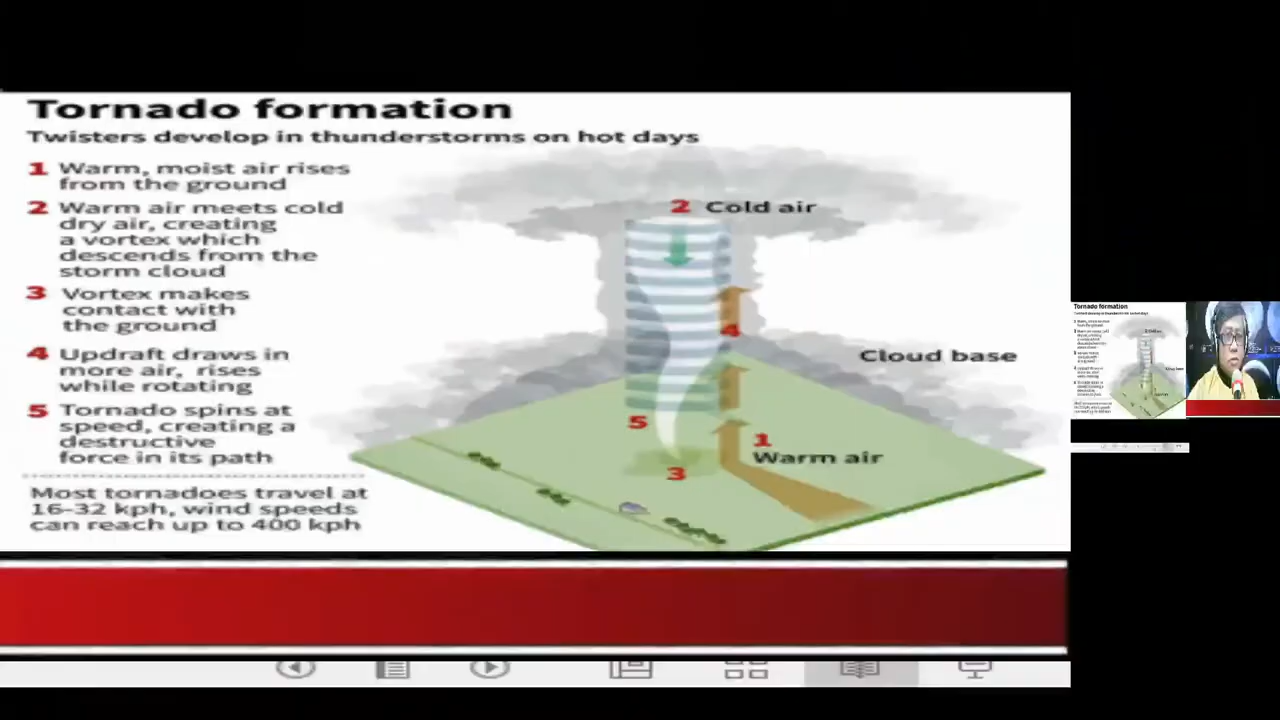 Tornado formation
Twisters develop in thunderstorms on hot days
1 Warm, moist air rises
from the ground
2 Warm air meets cold
dry air, creating
a vortex which
descends from the
storm cloud
3 Vortex makes
contact with
the ground
4 Updraft draws in
more air, rises
while rotating
5 Tornado spins at
speed, creating a
destructive
force in its path
Most tornadoes travel at
16-32 kph, wind speeds
can reach up to 400 kph
2 Cold air
4
Cloud base
5
1
Warm air
3
Tornado formation